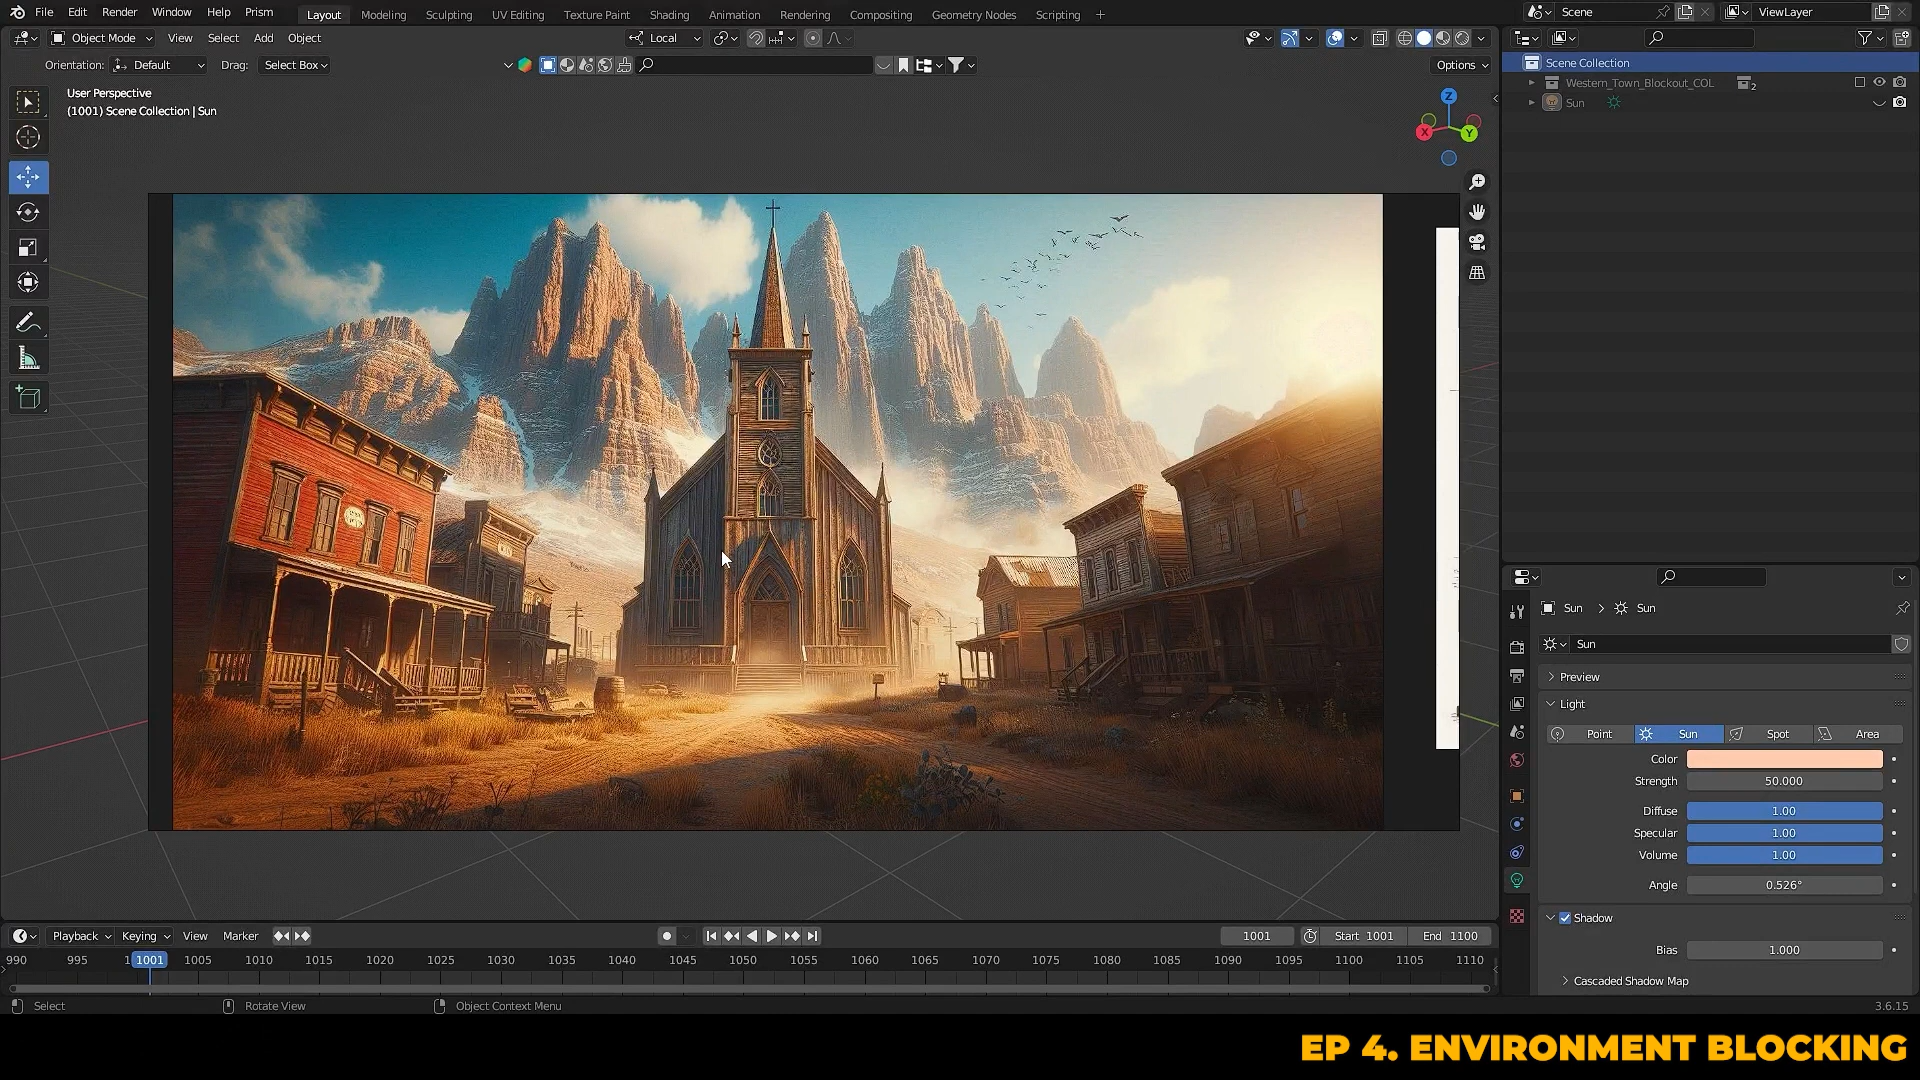 File Edit Render Window Help Prism Layout Modeling Sculpting UV Editing Texture Paint Shading Animation Rendering Compositing Geometry Nodes Scripting + Scene ViewLayer
Object Mode View Select Add Object Local
Orientation: Default Drag: Select Box Options
User Perspective
(1001) Scene Collection | Sun
Z
X Y
Scene Collection
Western_Town_Blockout_COL 2
Sun
Sun > Sun
Sun
Preview
Light
Point Sun Spot Area
Color
Strength 50.000
Diffuse 1.00
Specular 1.00
Volume 1.00
Angle 0.526°
Shadow
Bias 1.000
Cascaded Shadow Map
Playback Keying View Marker 1001 Start 1001 End 1100
990 995 1001 1005 1010 1015 1020 1025 1030 1035 1040 1045 1050 1055 1060 1065 1070 1075 1080 1085 1090 1095 1100 1105 1110
Select Rotate View Object Context Menu 3.6.15
EP 4. ENVIRONMENT BLOCKING